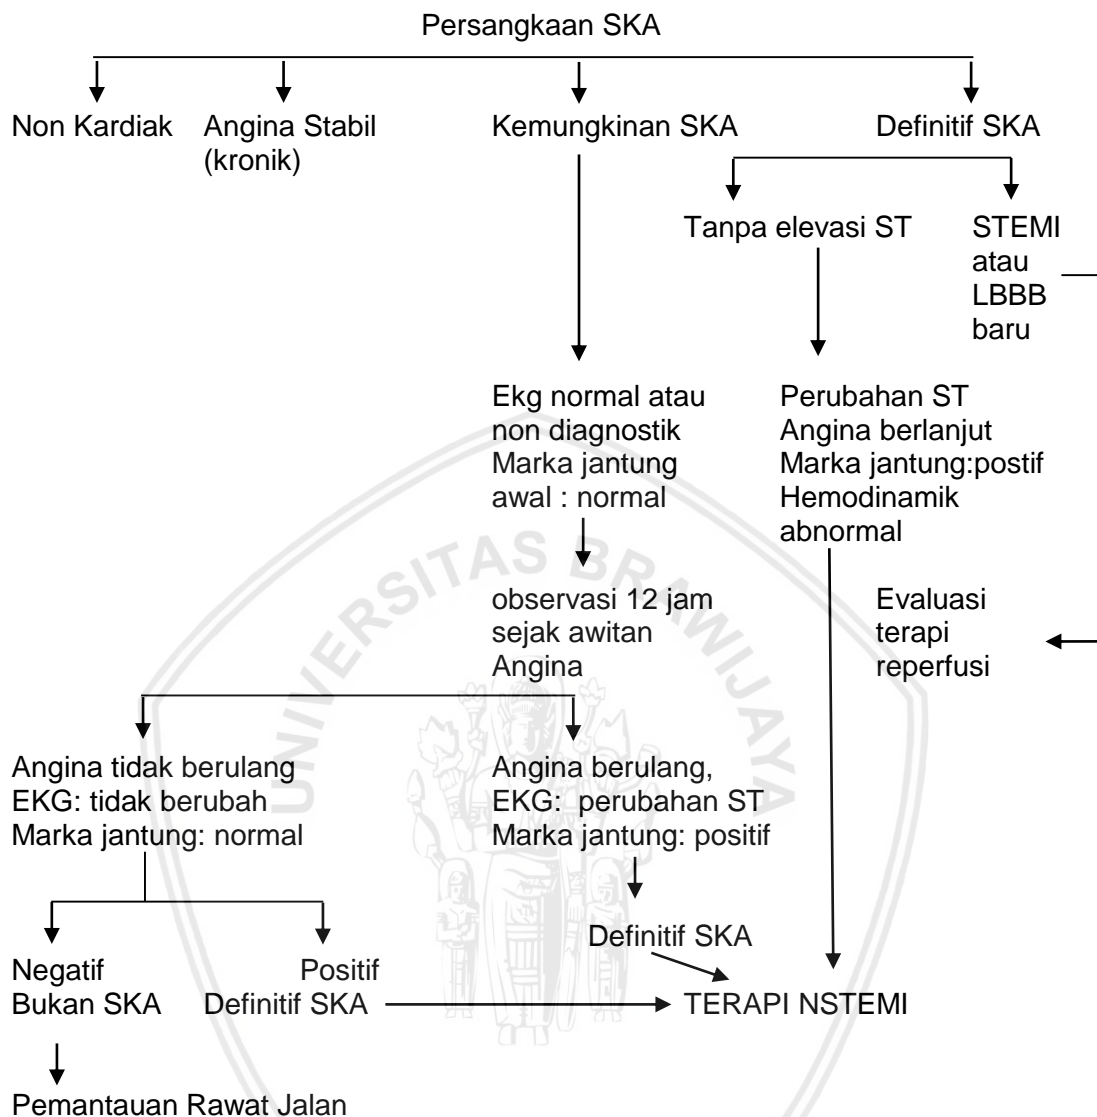 Persangkaan SKA
Non Kardiak
Angina Stabil
(kronik)
Kemungkinan SKA
Definitif SKA
Tanpa elevasi ST
STEMI
atau
LBBB
baru
Ekg normal atau
non diagnostik
Marka jantung
awal : normal
Perubahan ST
Angina berlanjut
Marka jantung:postif
Hemodinamik
abnormal
observasi 12 jam
sejak awitan
Angina
Evaluasi
terapi
reperfusi
Angina tidak berulang
EKG: tidak berubah
Marka jantung: normal
Angina berulang,
EKG: perubahan ST
Marka jantung: positif
Negatif
Bukan SKA
Positif
Definitif SKA
Definitif SKA
TERAPI NSTEMI
Pemantauan Rawat Jalan
UNIVERSITAS BRAWIJAYA